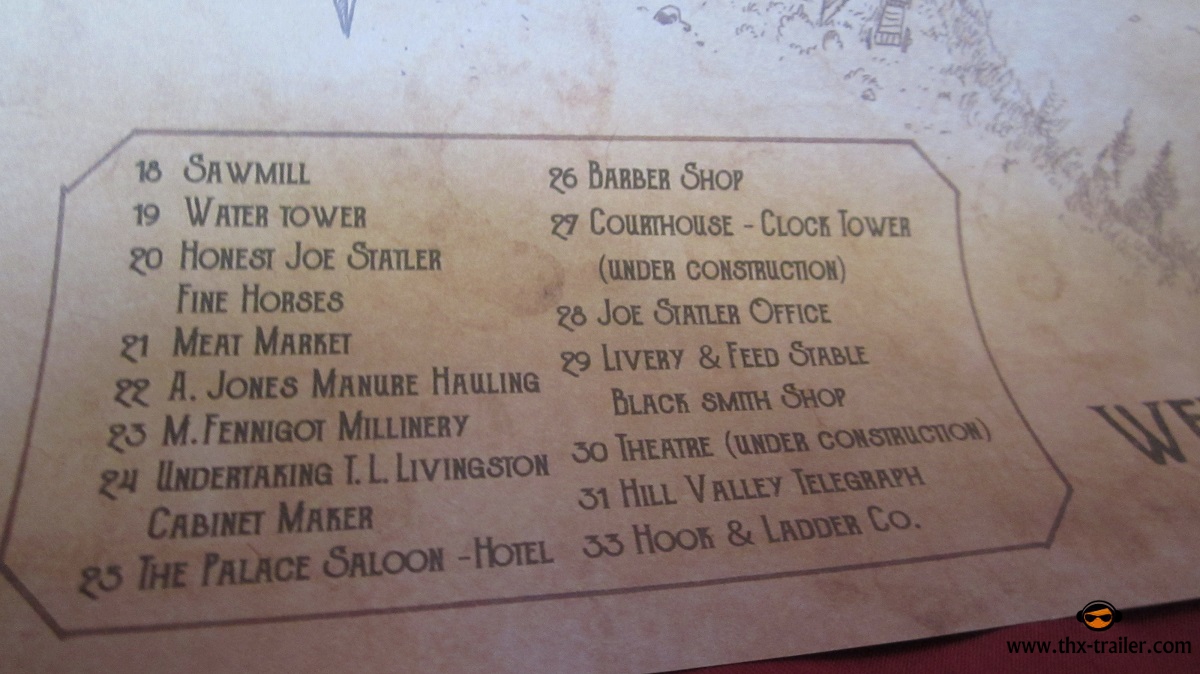 18 Sawmill
19 Water tower
20 Honest Joe Statler
Fine Horses
21 Meat Market
22 A. Jones Manure Hauling
23 M. Fennigot Millinery
24 Undertaking T. L. Livingston
Cabinet Maker
25 The Palace Saloon - Hotel
26 Barber Shop
27 Courthouse - Clock Tower
(under construction)
28 Joe Statler Office
29 Livery & Feed Stable
Black smith Shop
30 Theatre (under construction)
31 Hill Valley Telegraph
33 Hook & Ladder Co.
www.thx-trailer.com